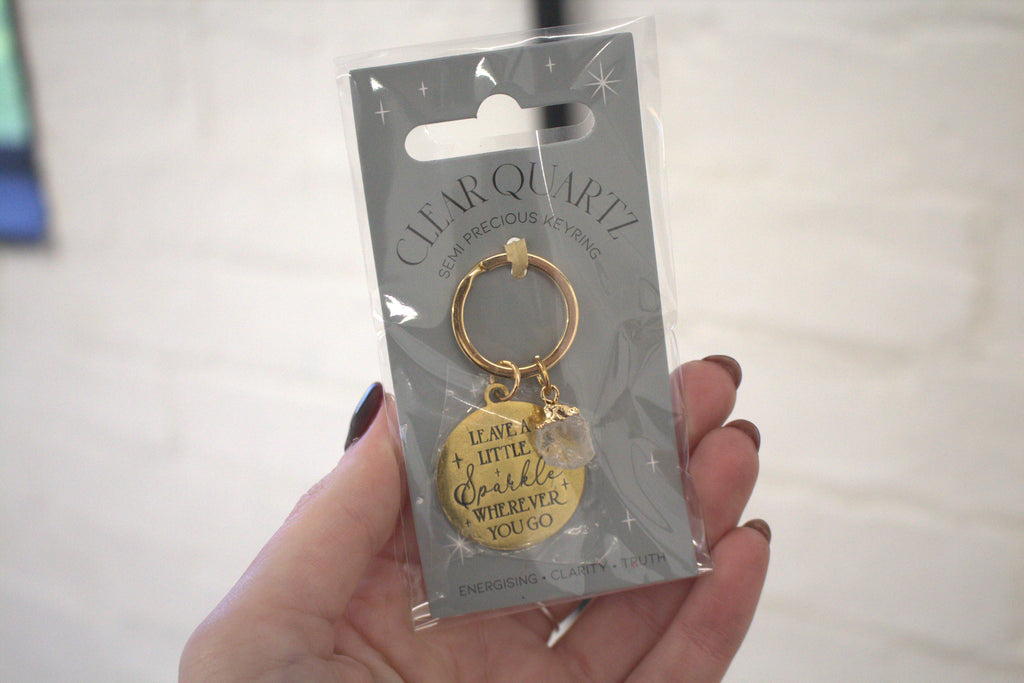 CLEAR QUARTZ
SEMI PRECIOUS KEYRING
LEAVE A
LITTLE
Sparkle
WHEREVER
YOU GO
ENERGISING • CLARITY • TRUTH